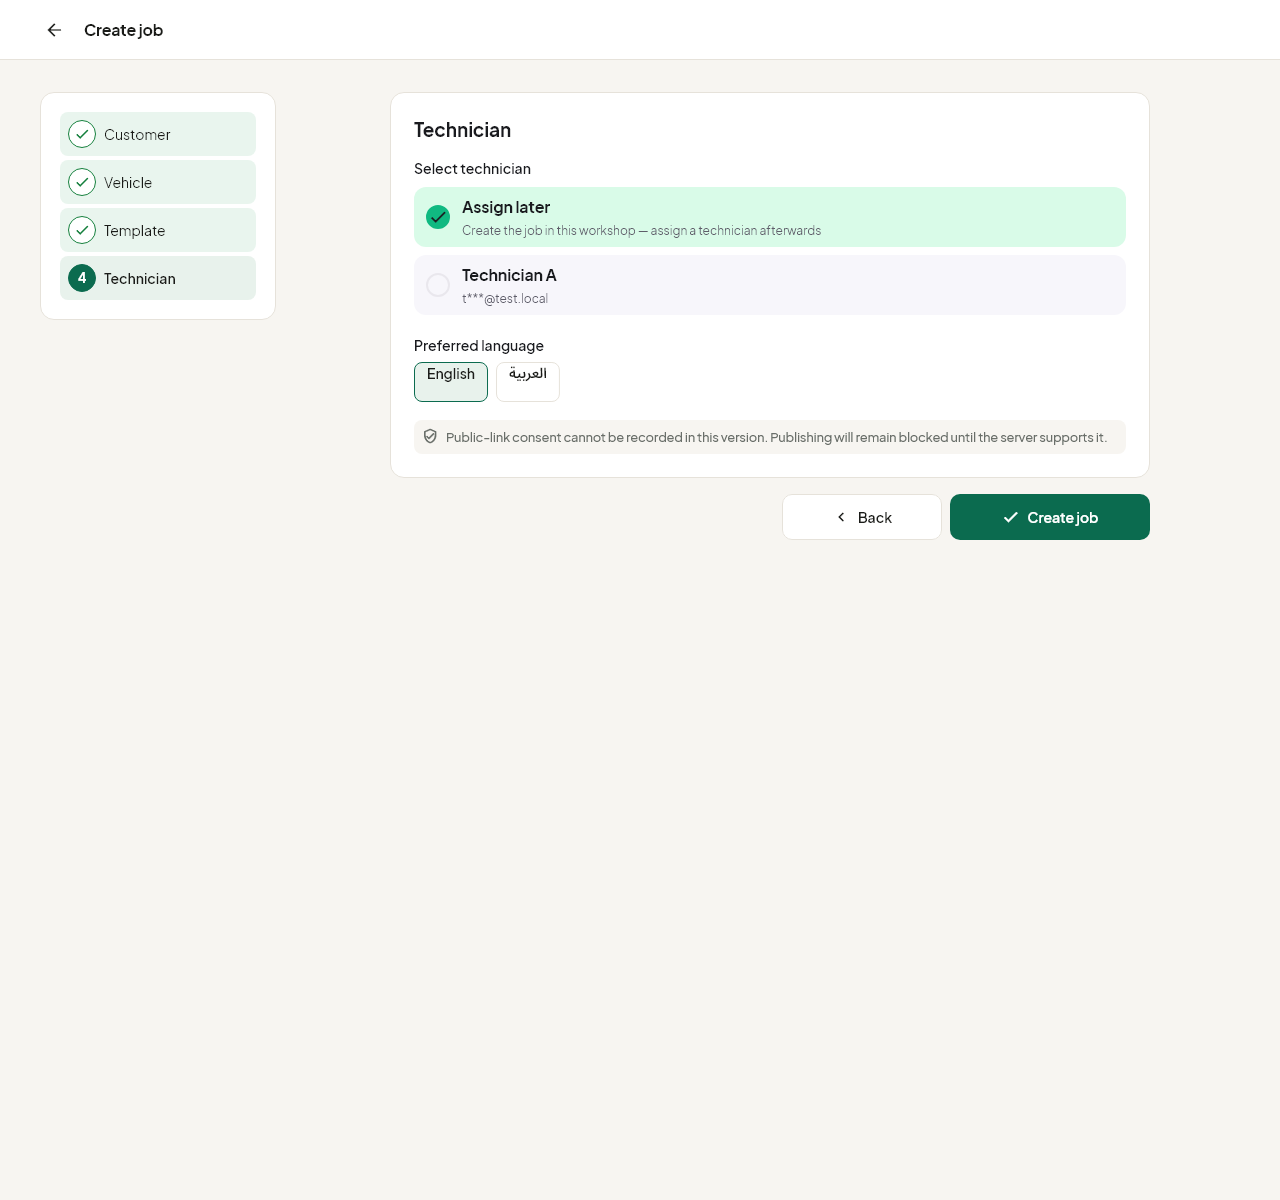 Create job
Customer
Vehicle
Template
4 Technician
Technician
Select technician
Assign later
Create the job in this workshop — assign a technician afterwards
Technician A
t***@test.local
Preferred language
English
العربية
Public-link consent cannot be recorded in this version. Publishing will remain blocked until the server supports it.
Back
Create job